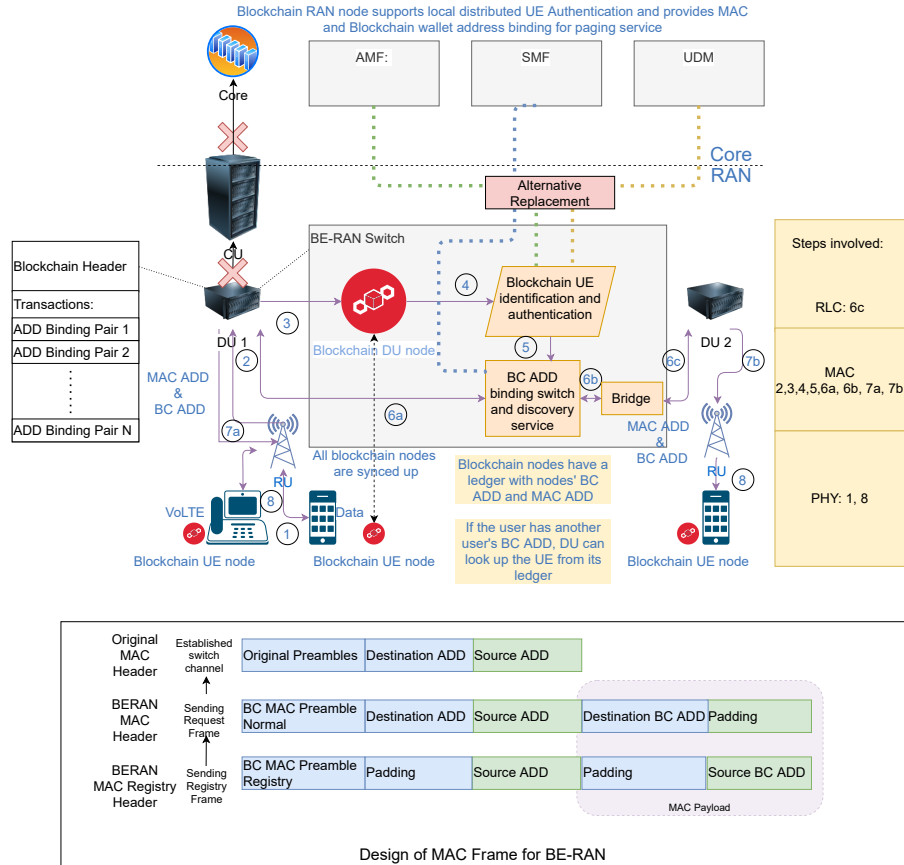 Blockchain RAN node supports local distributed UE Authentication and provides MAC
and Blockchain wallet address binding for paging service
AMF:
SMF
UDM
Core
Core
RAN
Alternative
Replacement
CU
BE-RAN Switch
Blockchain Header
Transactions:
ADD Binding Pair 1
ADD Binding Pair 2
ADD Binding Pair N
DU 1
3
4
2
Blockchain DU node
Blockchain UE
identification and
authentication
5
BC ADD
binding switch
and discovery
service
6b
Bridge
6c
6a
DU 2
7b
MAC ADD
& BC ADD
MAC ADD
& BC ADD
7a
RU
8
1
VoLTE
Data
All blockchain nodes
are synced up
Blockchain UE node
Blockchain UE node
Blockchain nodes have a
ledger with nodes' BC
ADD and MAC ADD
If the user has another
user's BC ADD, DU can
look up the UE from its
ledger
RU
8
Blockchain UE node
Steps involved:
RLC: 6c
MAC
2,3,4,5,6a, 6b, 7a, 7b
PHY: 1, 8
Original
MAC
Header
Established
switch
channel
Original Preambles
Destination ADD
Source ADD
BERAN
MAC
Header
Sending
Request
Frame
BC MAC Preamble
Normal
Destination ADD
Source ADD
Destination BC ADD
Padding
BERAN
MAC Registry
Header
Sending
Registry
Frame
BC MAC Preamble
Registry
Padding
Source ADD
Padding
Source BC ADD
MAC Payload
Design of MAC Frame for BE-RAN